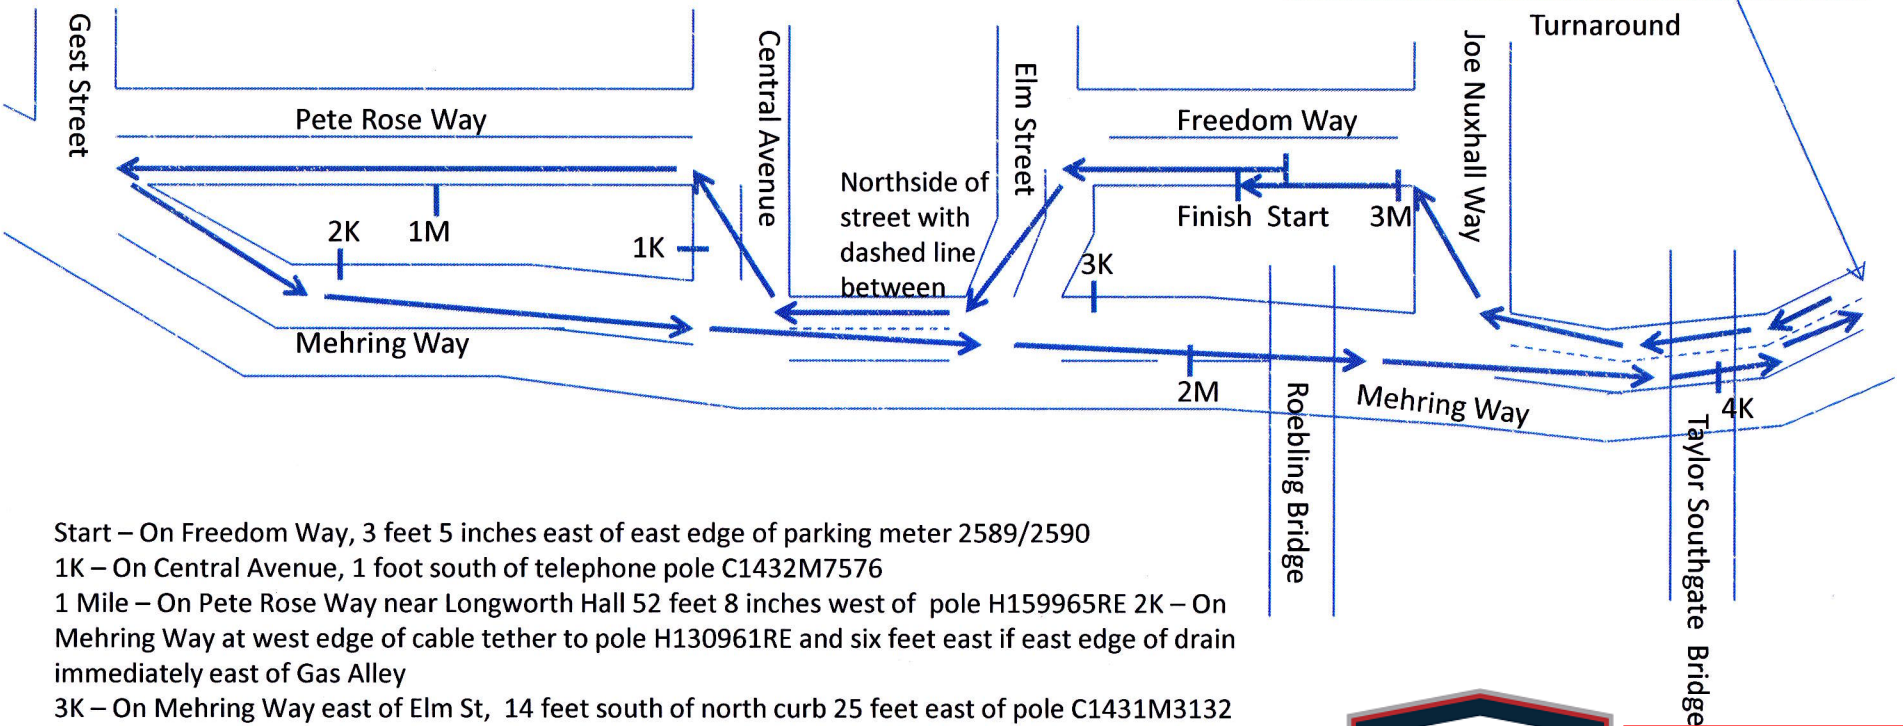 Turnaround
Gest Street
Central Avenue
Elm Street
Joe Nuxhall Way
Pete Rose Way
Freedom Way
Northside of
street with
dashed line
between
2K
1M
1K
3K
Finish
Start
3M
Mehring Way
2M
Mehring Way
4K
Roebling Bridge
Taylor Southgate Bridge
Start – On Freedom Way, 3 feet 5 inches east of east edge of parking meter 2589/2590
1K – On Central Avenue, 1 foot south of telephone pole C1432M7576
1 Mile – On Pete Rose Way near Longworth Hall 52 feet 8 inches west of pole H159965RE 2K – On
Mehring Way at west edge of cable tether to pole H130961RE and six feet east if east edge of drain
immediately east of Gas Alley
3K – On Mehring Way east of Elm St, 14 feet south of north curb 25 feet east of pole C1431M3132